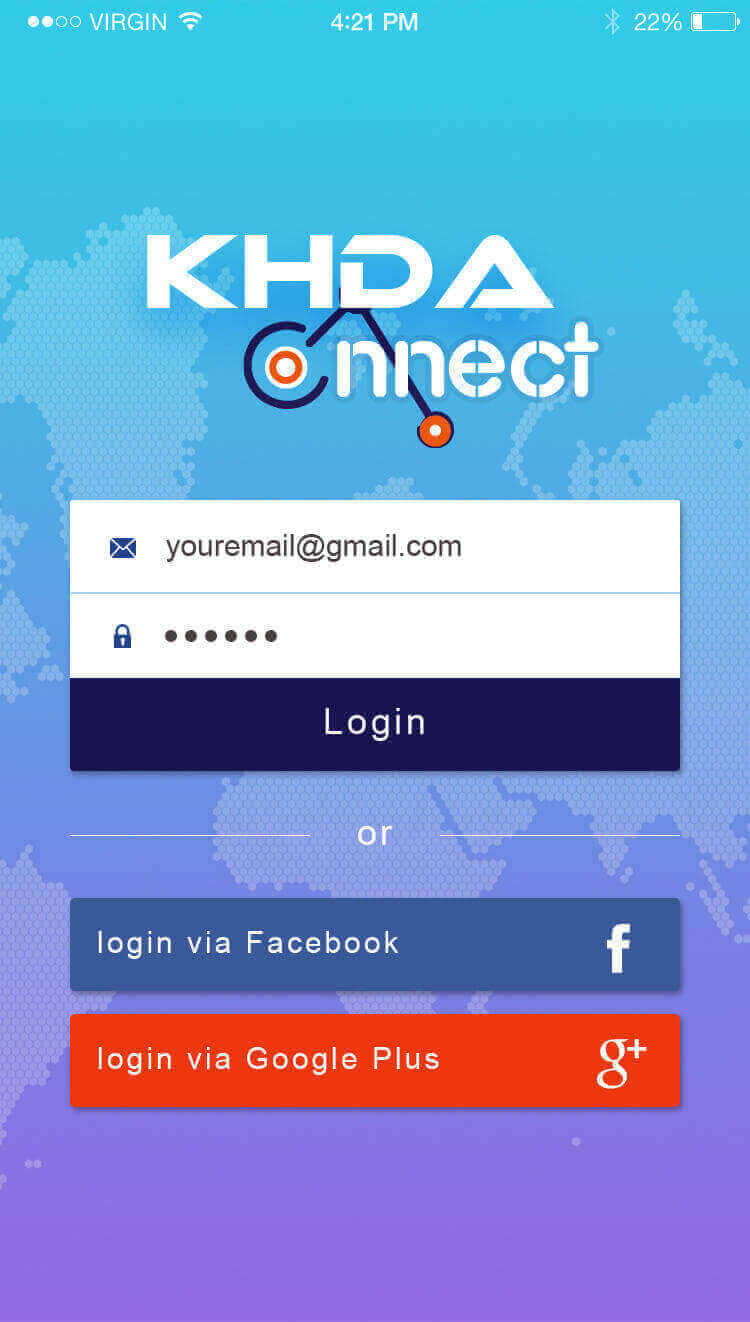 VIRGIN 4:21 PM 22%
KHDA
Connect
youremail@gmail.com
••••••
Login
or
login via Facebook f
login via Google Plus g+